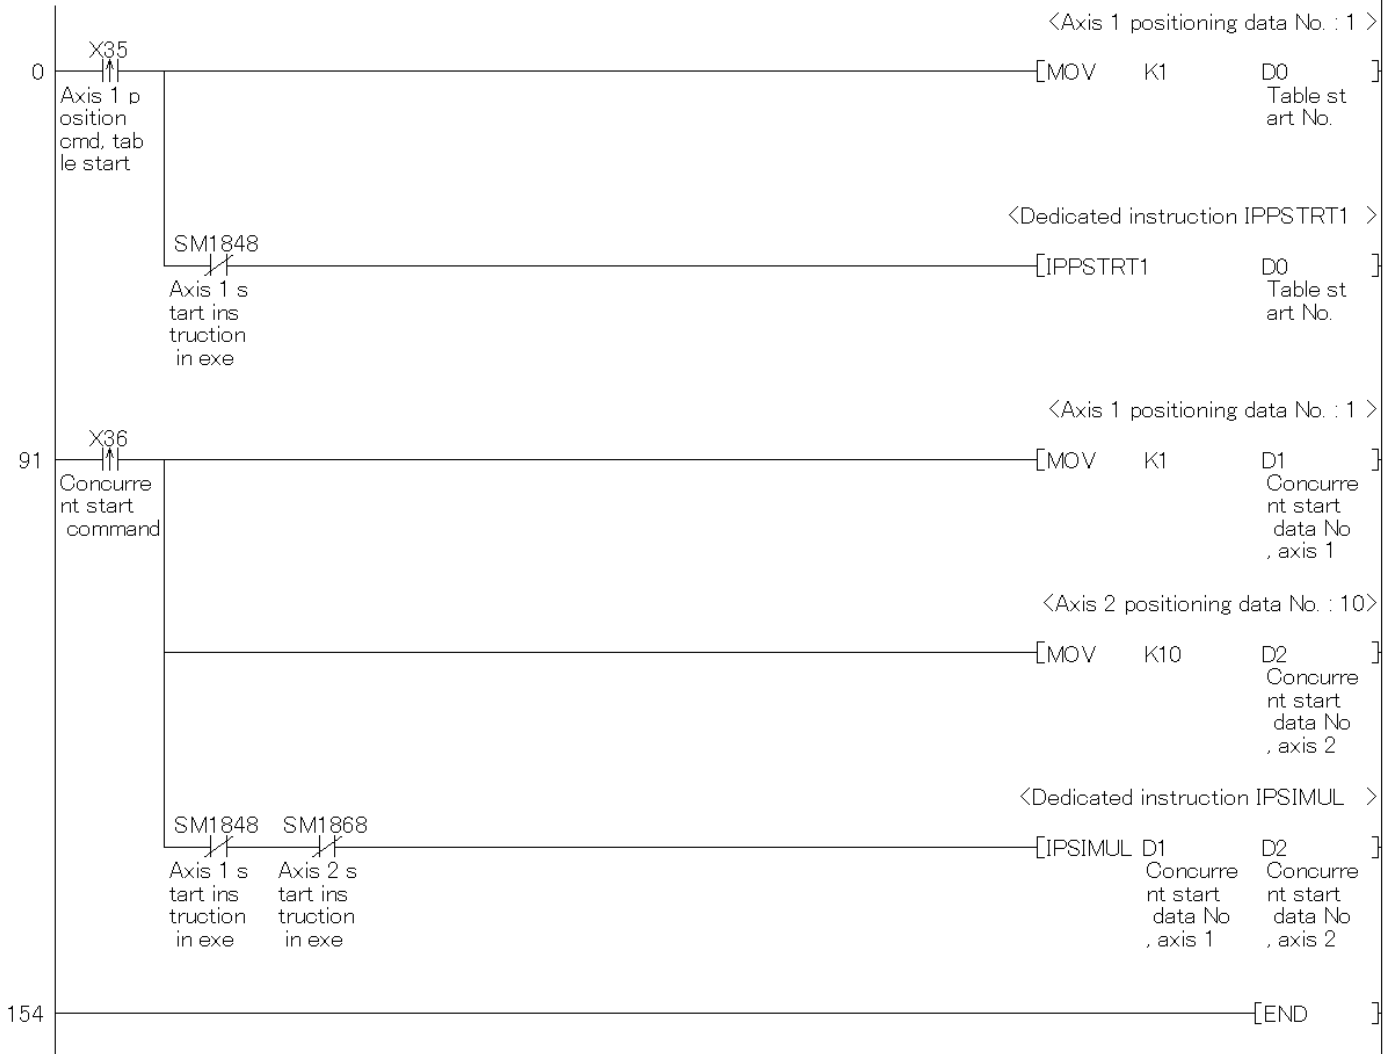 <Axis 1 positioning data No. : 1 >
X35
0 [MOV K1 D0 ]
Axis 1 p
osition
cmd, tab
le start
Table st
art No.
<Dedicated instruction IPPSTRT1 >
SM1848
[IPPSTRT1 D0 ]
Axis 1 s
tart ins
truction
in exe
Table st
art No.
<Axis 1 positioning data No. : 1 >
X36
91 [MOV K1 D1 ]
Concurre
nt start
command
Concurre
nt start
data No
, axis 1
<Axis 2 positioning data No. : 10>
[MOV K10 D2 ]
Concurre
nt start
data No
, axis 2
<Dedicated instruction IPSIMUL >
SM1848 SM1868
[IPSIMUL D1 D2 ]
Axis 1 s
tart ins
truction
in exe
Axis 2 s
tart ins
truction
in exe
Concurre
nt start
data No
, axis 1
Concurre
nt start
data No
, axis 2
154 [END ]